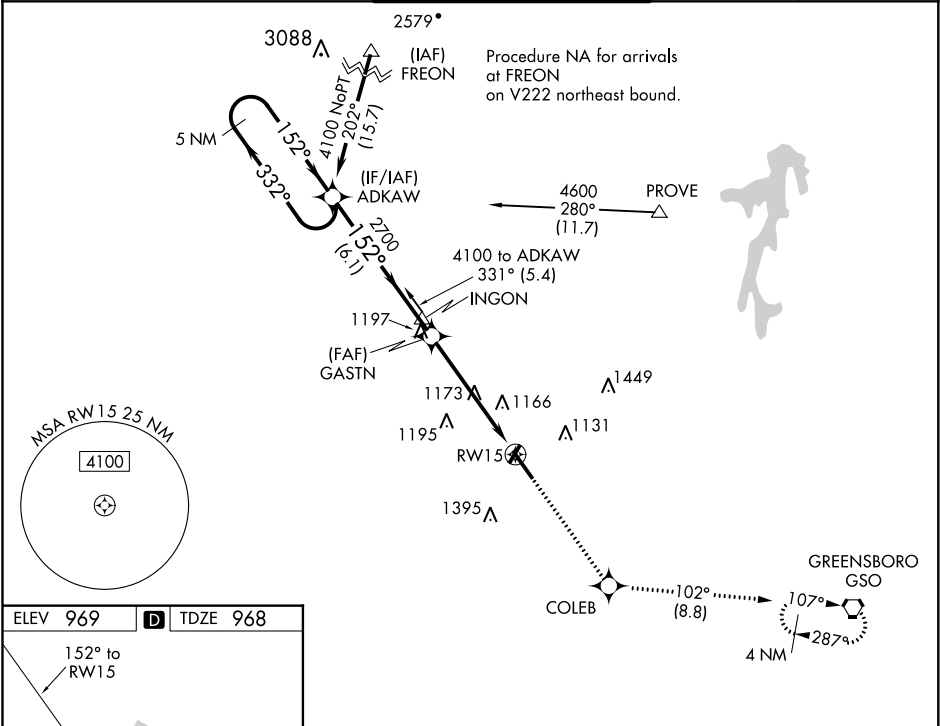 2579
3088
(IAF)
FREON
Procedure NA for arrivals
at FREON
on V222 northeast bound.
4100 NoPT
202°
(15.7)
5 NM
152°
332°
(IF/IAF)
ADKAW
4600
280°
(11.7)
PROVE
2700
152°
(6.1)
4100 to ADKAW
331° (5.4)
INGON
1197
(FAF)
GASTN
1449
1173
1166
1195
1131
RW15
MSA RW15 25 NM
4100
1395
GREENSBORO
GSO
COLEB
102°
(8.8)
107°
287°
4 NM
ELEV 969 D TDZE 968
152° to
RW15